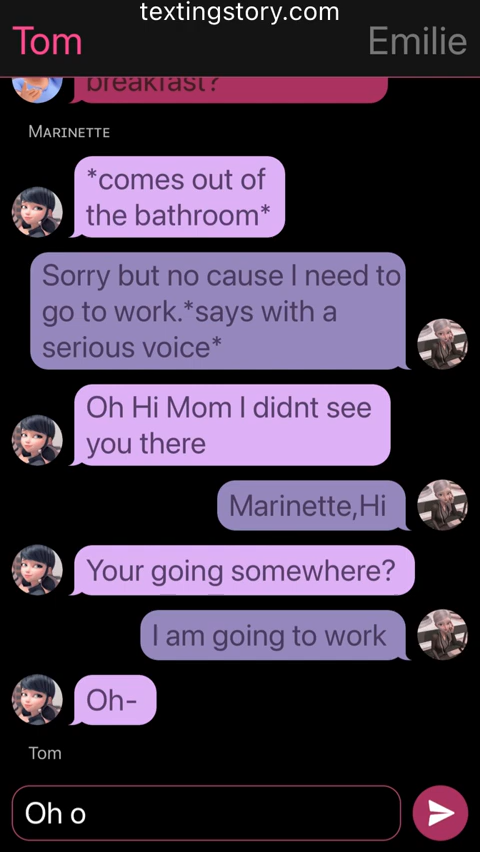 textingstory.com
Tom
Emilie
breakfast?
MARINETTE
*comes out of
the bathroom*
Sorry but no cause I need to
go to work.*says with a
serious voice*
Oh Hi Mom I didnt see
you there
Marinette,Hi
Your going somewhere?
I am going to work
Oh-
Tom
Oh o